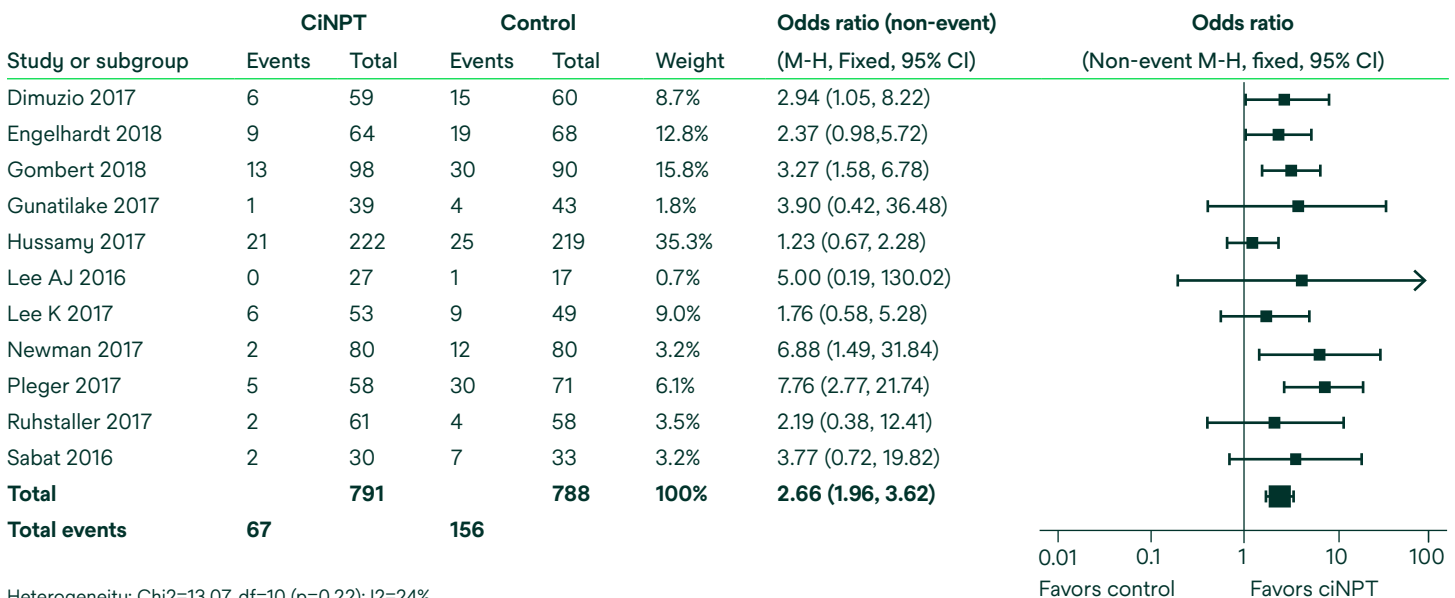 CiNPT Control Odds ratio (non-event) Odds ratio
Study or subgroup Events Total Events Total Weight (M-H, Fixed, 95% CI) (Non-event M-H, fixed, 95% CI)
Dimuzio 2017 6 59 15 60 8.7% 2.94 (1.05, 8.22)
Engelhardt 2018 9 64 19 68 12.8% 2.37 (0.98,5.72)
Gombert 2018 13 98 30 90 15.8% 3.27 (1.58, 6.78)
Gunatilake 2017 1 39 4 43 1.8% 3.90 (0.42, 36.48)
Hussamy 2017 21 222 25 219 35.3% 1.23 (0.67, 2.28)
Lee AJ 2016 0 27 1 17 0.7% 5.00 (0.19, 130.02)
Lee K 2017 6 53 9 49 9.0% 1.76 (0.58, 5.28)
Newman 2017 2 80 12 80 3.2% 6.88 (1.49, 31.84)
Pleger 2017 5 58 30 71 6.1% 7.76 (2.77, 21.74)
Ruhstaller 2017 2 61 4 58 3.5% 2.19 (0.38, 12.41)
Sabat 2016 2 30 7 33 3.2% 3.77 (0.72, 19.82)
Total 791 788 100% 2.66 (1.96, 3.62)
Total events 67 156
0.01 0.1 1 10 100
Favors control Favors ciNPT
Heterogeneity: Chi2=13.07, df=10 (p=0.22); I2=24%